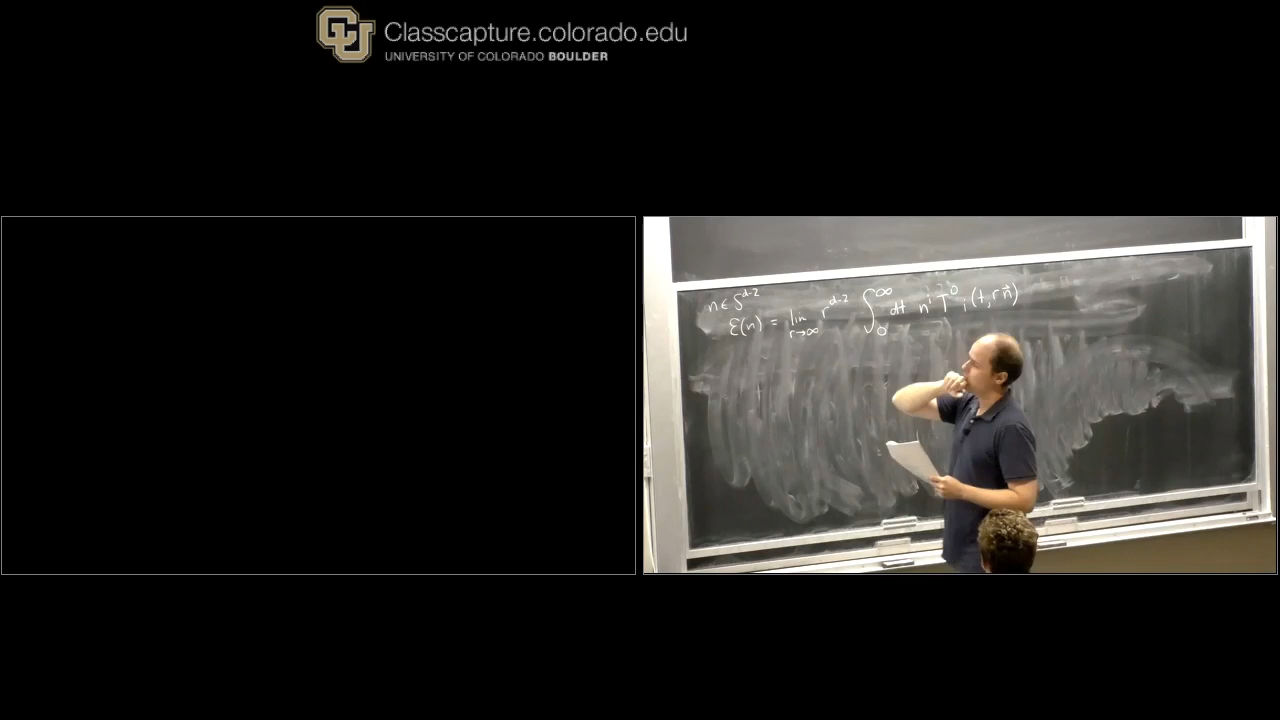 Classcapture.colorado.edu
UNIVERSITY OF COLORADO BOULDER
n ∈ S^{d-2}
ℰ(n) = lim_{r→∞} r^{d-2} ∫_0^∞ dt n^i T^0_i (t, r n⃗)